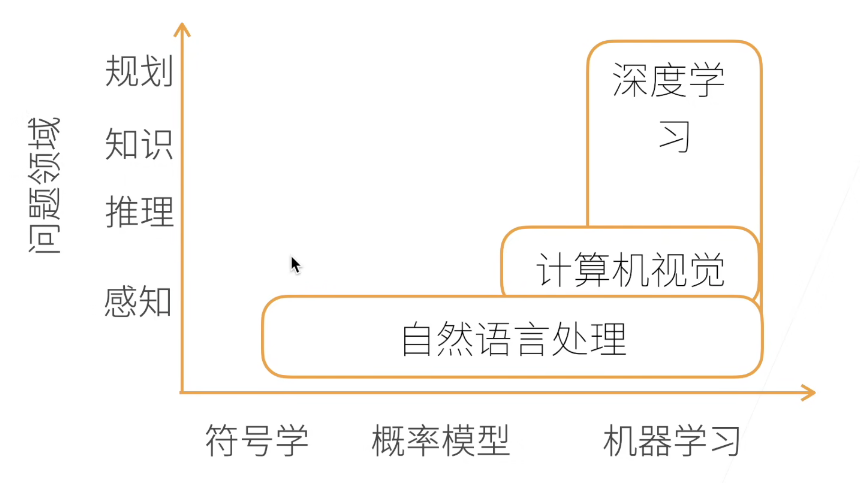 问题领域
规划
知识
推理
感知
深度学
习
计算机视觉
自然语言处理
符号学
概率模型
机器学习